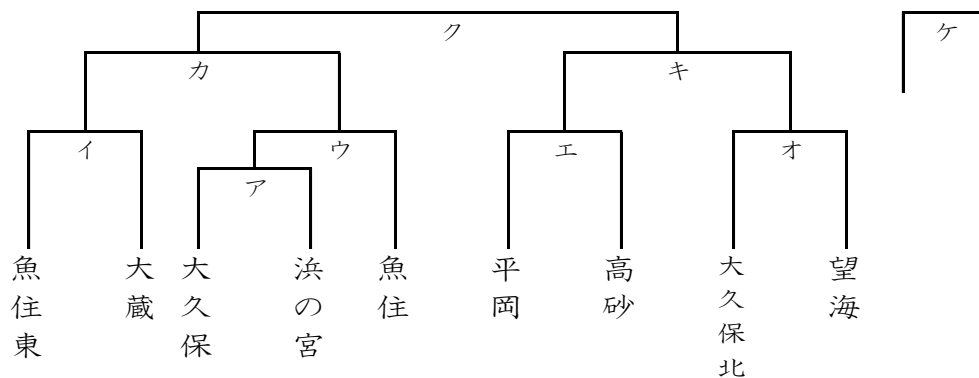 ク
ケ
カ
キ
イ
ウ
エ
オ
ア
魚住東
大蔵
大久保
浜の宮
魚住
平岡
高砂
大久保北
望海